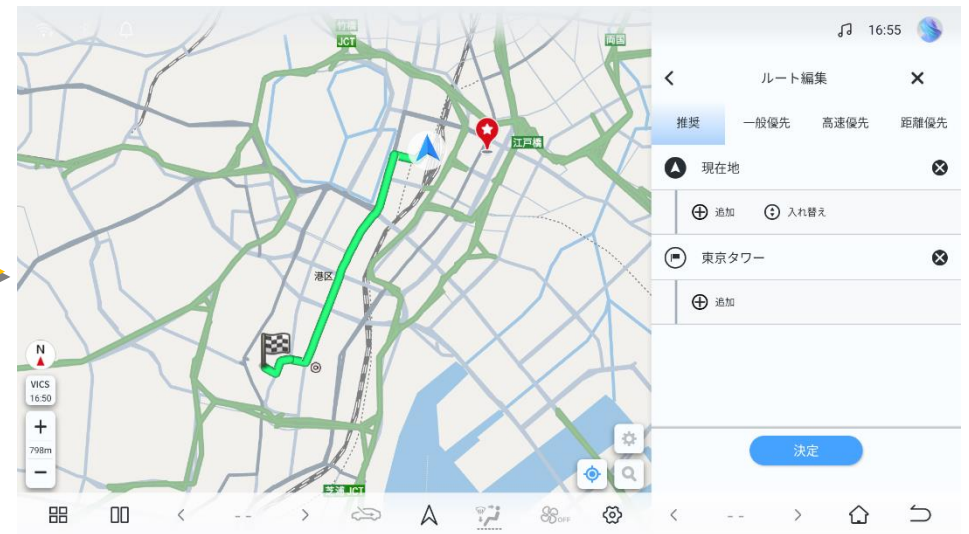 竹橋
JCT
両国
江戸橋
港区
N
VICS
16:50
+
798m
−
芝浦 JCT
- -
OFF
16:55
ルート編集
推奨
一般優先
高速優先
距離優先
現在地
追加
入れ替え
東京タワー
追加
決定
- -